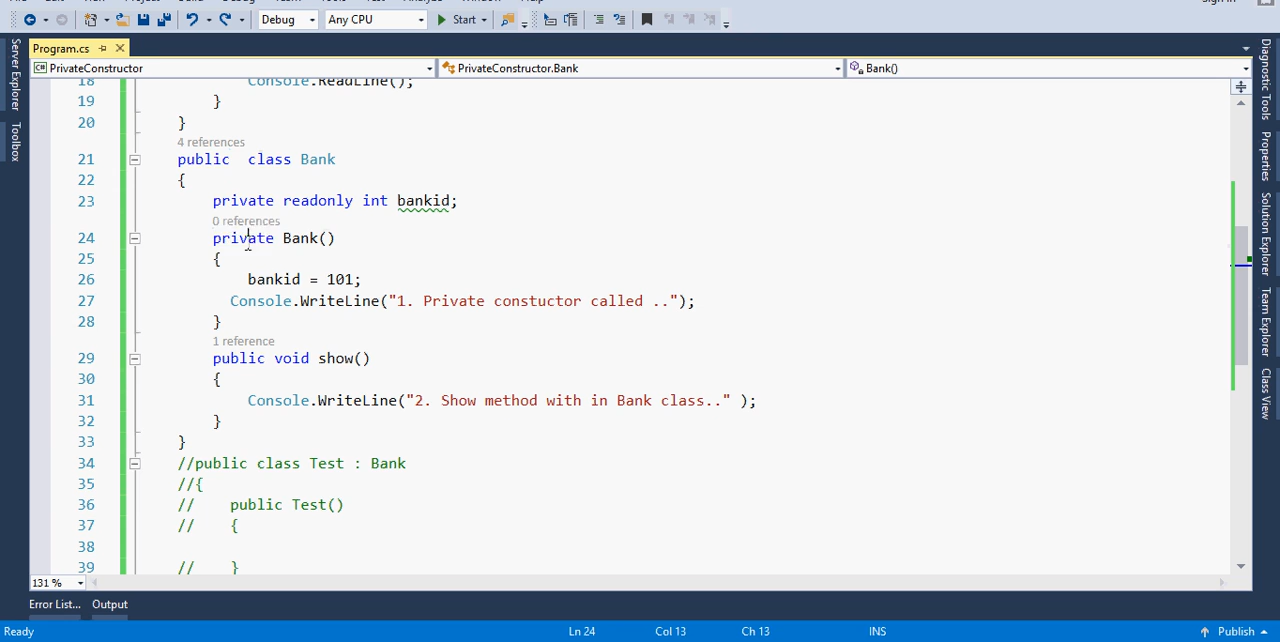 Debug Any CPU Start
Program.cs
PrivateConstructor PrivateConstructor.Bank Bank()
Server Explorer
Toolbox
18 Console.ReadLine();
19 }
20 }
4 references
21 public class Bank
22 {
23 private readonly int bankid;
0 references
24 private Bank()
25 {
26 bankid = 101;
27 Console.WriteLine("1. Private constuctor called ..");
28 }
1 reference
29 public void show()
30 {
31 Console.WriteLine("2. Show method with in Bank class.." );
32 }
33 }
34 //public class Test : Bank
35 //{
36 // public Test()
37 // {
38
39 // }
131 %
Diagnostic Tools
Properties
Solution Explorer
Team Explorer
Class View
Error List... Output
Ready Ln 24 Col 13 Ch 13 INS Publish